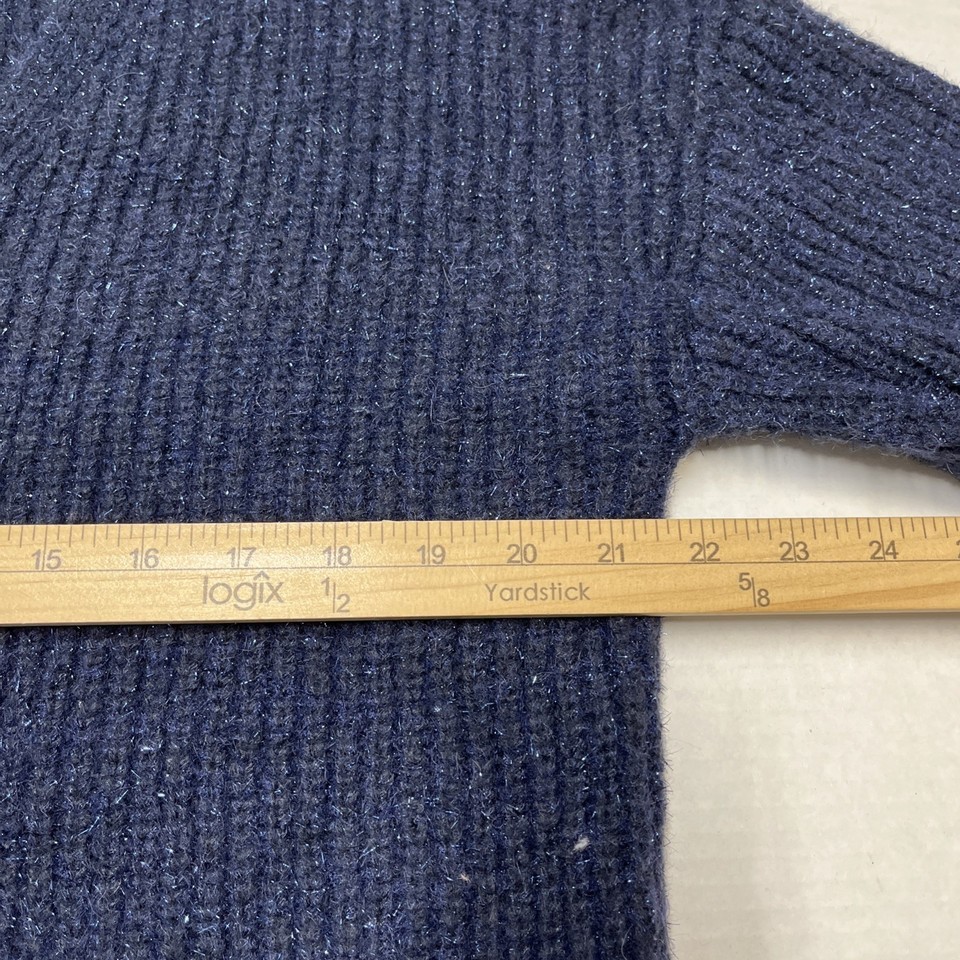 15 16 17 18 19 20 21 22 23 24
logix 1/2 Yardstick 5/8